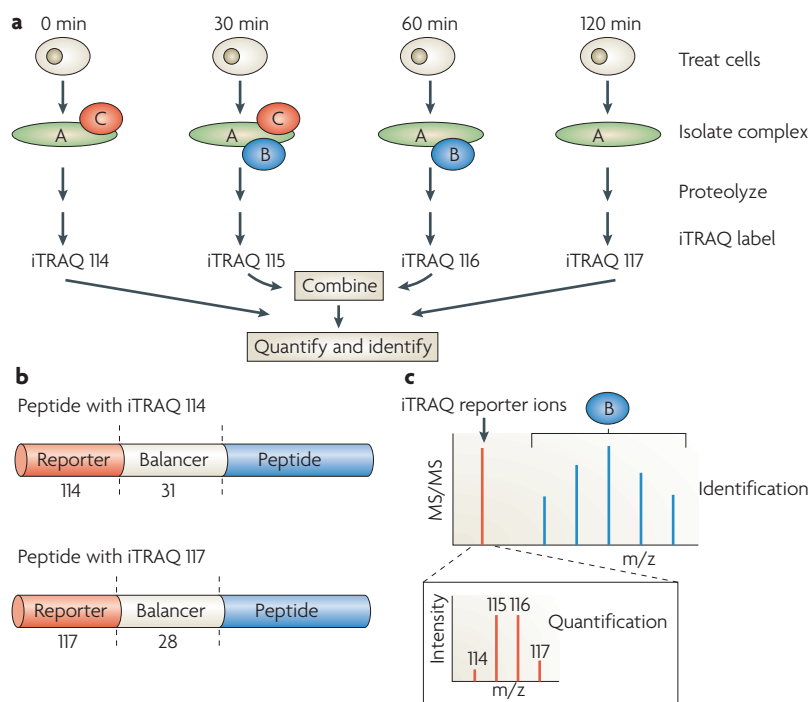 a
0 min 30 min 60 min 120 min
Treat cells
A C A C B A B A
Isolate complex
Proteolyze
iTRAQ label
iTRAQ 114 iTRAQ 115 iTRAQ 116 iTRAQ 117
Combine
Quantify and identify
b
Peptide with iTRAQ 114
Reporter Balancer Peptide
114 31
Peptide with iTRAQ 117
Reporter Balancer Peptide
117 28
c
iTRAQ reporter ions
B
MS/MS
Identification
m/z
Intensity
114 115 116 117
Quantification
m/z